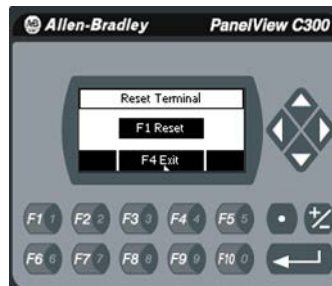 AB Allen-Bradley PanelView C300
Reset Terminal
F1 Reset
F4 Exit
F1 1 F2 2 F3 3 F4 4 F5 5 • +/-
F6 6 F7 7 F8 8 F9 9 F10 0